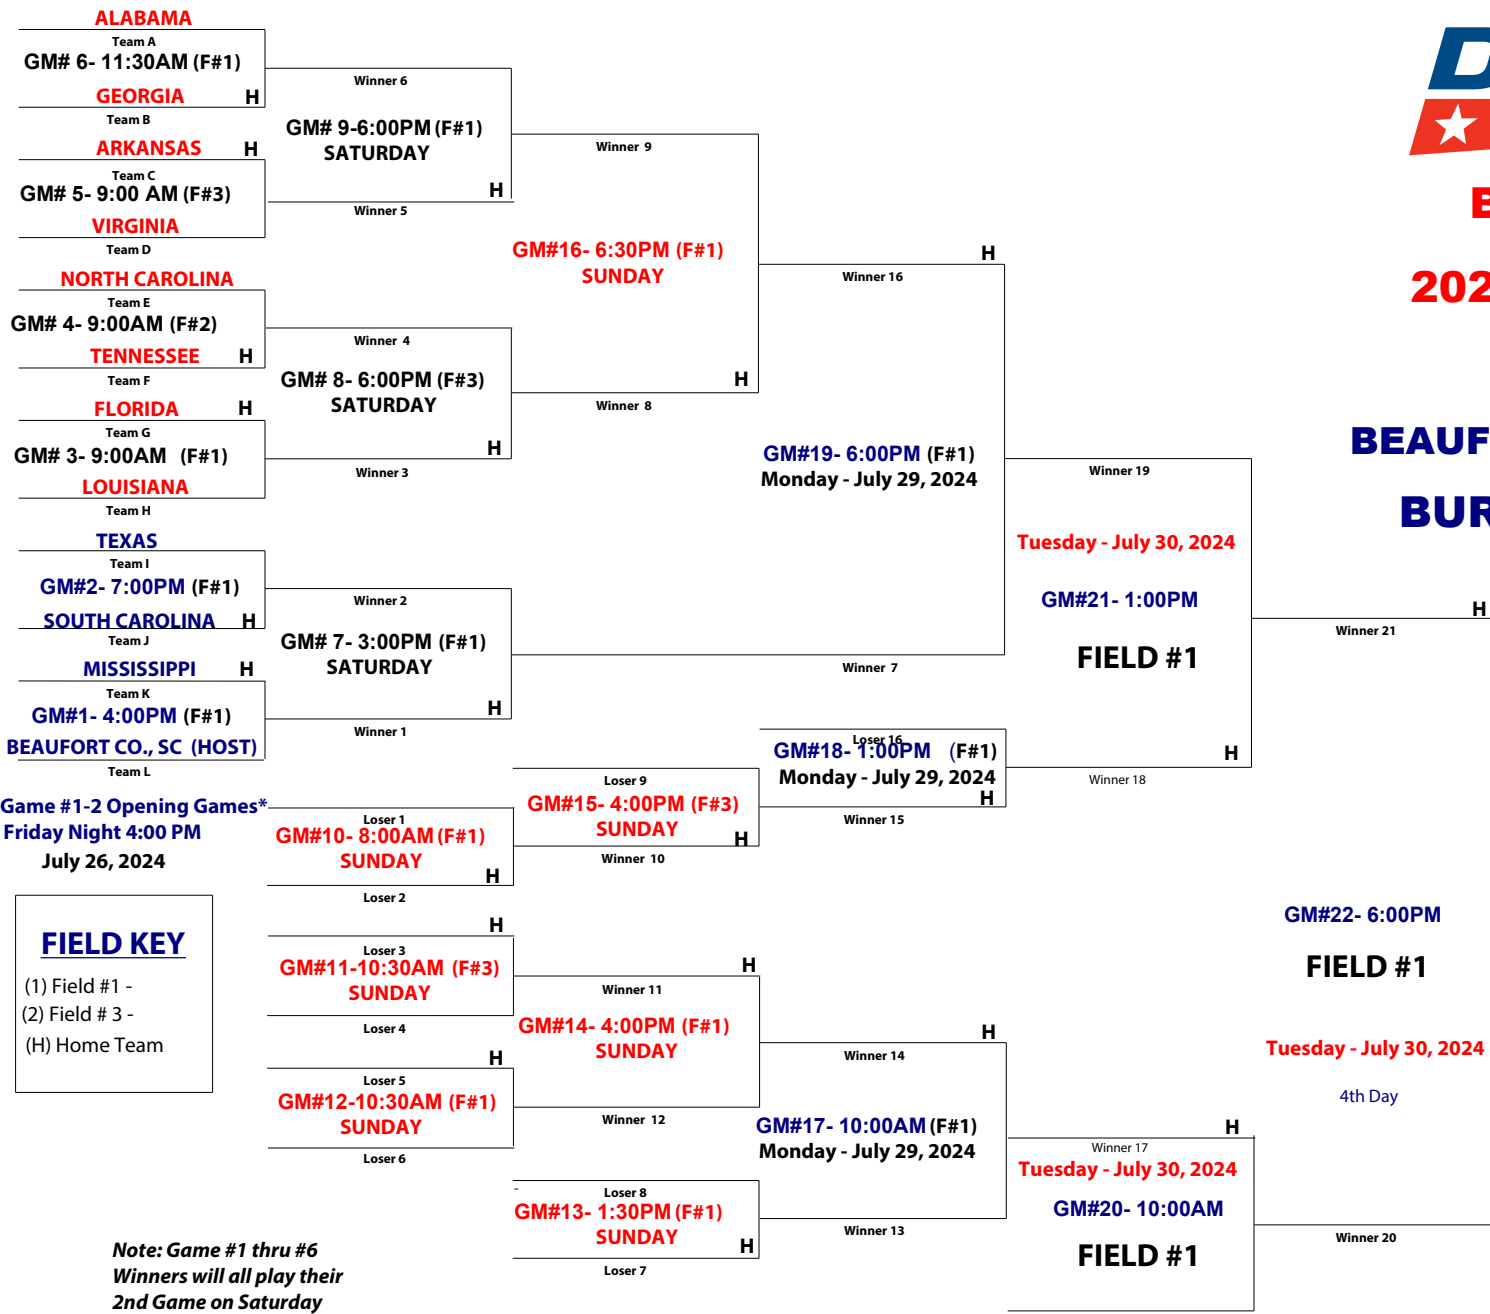 ALABAMA
Team A
GM# 6- 11:30AM (F#1)
GEORGIA H
Team B
ARKANSAS H
Team C
GM# 5- 9:00 AM (F#3)
VIRGINIA
Team D
NORTH CAROLINA
Team E
GM# 4- 9:00AM (F#2)
TENNESSEE H
Team F
FLORIDA H
Team G
GM# 3- 9:00AM (F#1)
LOUISIANA
Team H
TEXAS
Team I
GM#2- 7:00PM (F#1)
SOUTH CAROLINA H
Team J
MISSISSIPPI H
Team K
GM#1- 4:00PM (F#1)
BEAUFORT CO., SC (HOST)
Team L
Game #1-2 Opening Games*
Friday Night 4:00 PM
July 26, 2024
FIELD KEY
(1) Field #1 -
(2) Field # 3 -
(H) Home Team
Note: Game #1 thru #6
Winners will all play their
2nd Game on Saturday
Winner 6
GM# 9-6:00PM (F#1)
SATURDAY
H
Winner 5
Winner 4
GM# 8- 6:00PM (F#3)
SATURDAY
H
Winner 3
Winner 2
GM# 7- 3:00PM (F#1)
SATURDAY
H
Winner 1
Loser 1
GM#10- 8:00AM (F#1)
SUNDAY
H
Loser 2
H
Loser 3
GM#11-10:30AM (F#3)
SUNDAY
Loser 4
H
Loser 5
GM#12-10:30AM (F#1)
SUNDAY
Loser 6
Winner 9
GM#16- 6:30PM (F#1)
SUNDAY
H
Winner 8
Loser 9
GM#15- 4:00PM (F#3)
SUNDAY
H
Winner 10
H
Winner 11
GM#14- 4:00PM (F#1)
SUNDAY
Winner 12
-
Loser 8
GM#13- 1:30PM (F#1)
SUNDAY
H
Loser 7
H
Winner 16
GM#19- 6:00PM (F#1)
Monday - July 29, 2024
Winner 7
Loser 16
GM#18- 1:00PM (F#1)
Monday - July 29, 2024
H
Winner 15
H
Winner 14
GM#17- 10:00AM (F#1)
Monday - July 29, 2024
Winner 13
Winner 19
Tuesday - July 30, 2024
GM#21- 1:00PM
FIELD #1
H
Winner 18
H
Winner 17
Tuesday - July 30, 2024
GM#20- 10:00AM
FIELD #1
D
B
202
BEAUF
BUR
H
Winner 21
GM#22- 6:00PM
FIELD #1
Tuesday - July 30, 2024
4th Day
Winner 20